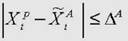 |X_t^p − X̃_t^A| ≤ Δ^A